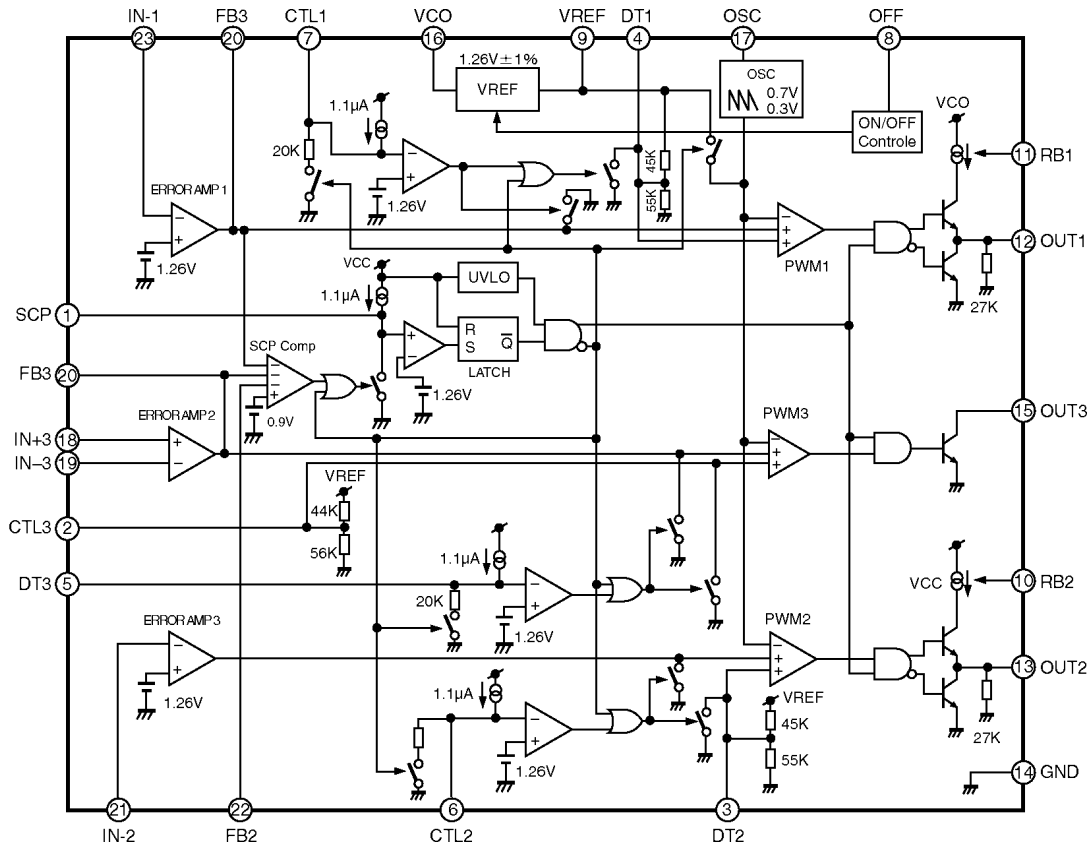 IN-1 FB3 CTL1 VCO VREF DT1 OSC OFF
23 20 7 16 9 4 17 8
1.26V±1%
VREF
OSC
0.7V
0.3V
1.1µA
ON/OFF
Controle
VCO
20K
45K
55K
11 RB1
1.26V
ERROR AMP 1
1.26V
PWM1
12 OUT1
27K
VCC
1.1µA
UVLO
SCP 1
R
S
Q
LATCH
SCP Comp
FB3 20
1.26V
0.9V
ERROR AMP2
PWM3
15 OUT3
IN+3 18
IN–3 19
VREF
44K
CTL3 2
56K
1.1µA
DT3 5
20K
VCC
10 RB2
ERROR AMP3
1.26V
PWM2
13 OUT2
1.26V
1.1µA
VREF
45K
27K
1.26V
55K
14 GND
21 22 6 3
IN-2 FB2 CTL2 DT2